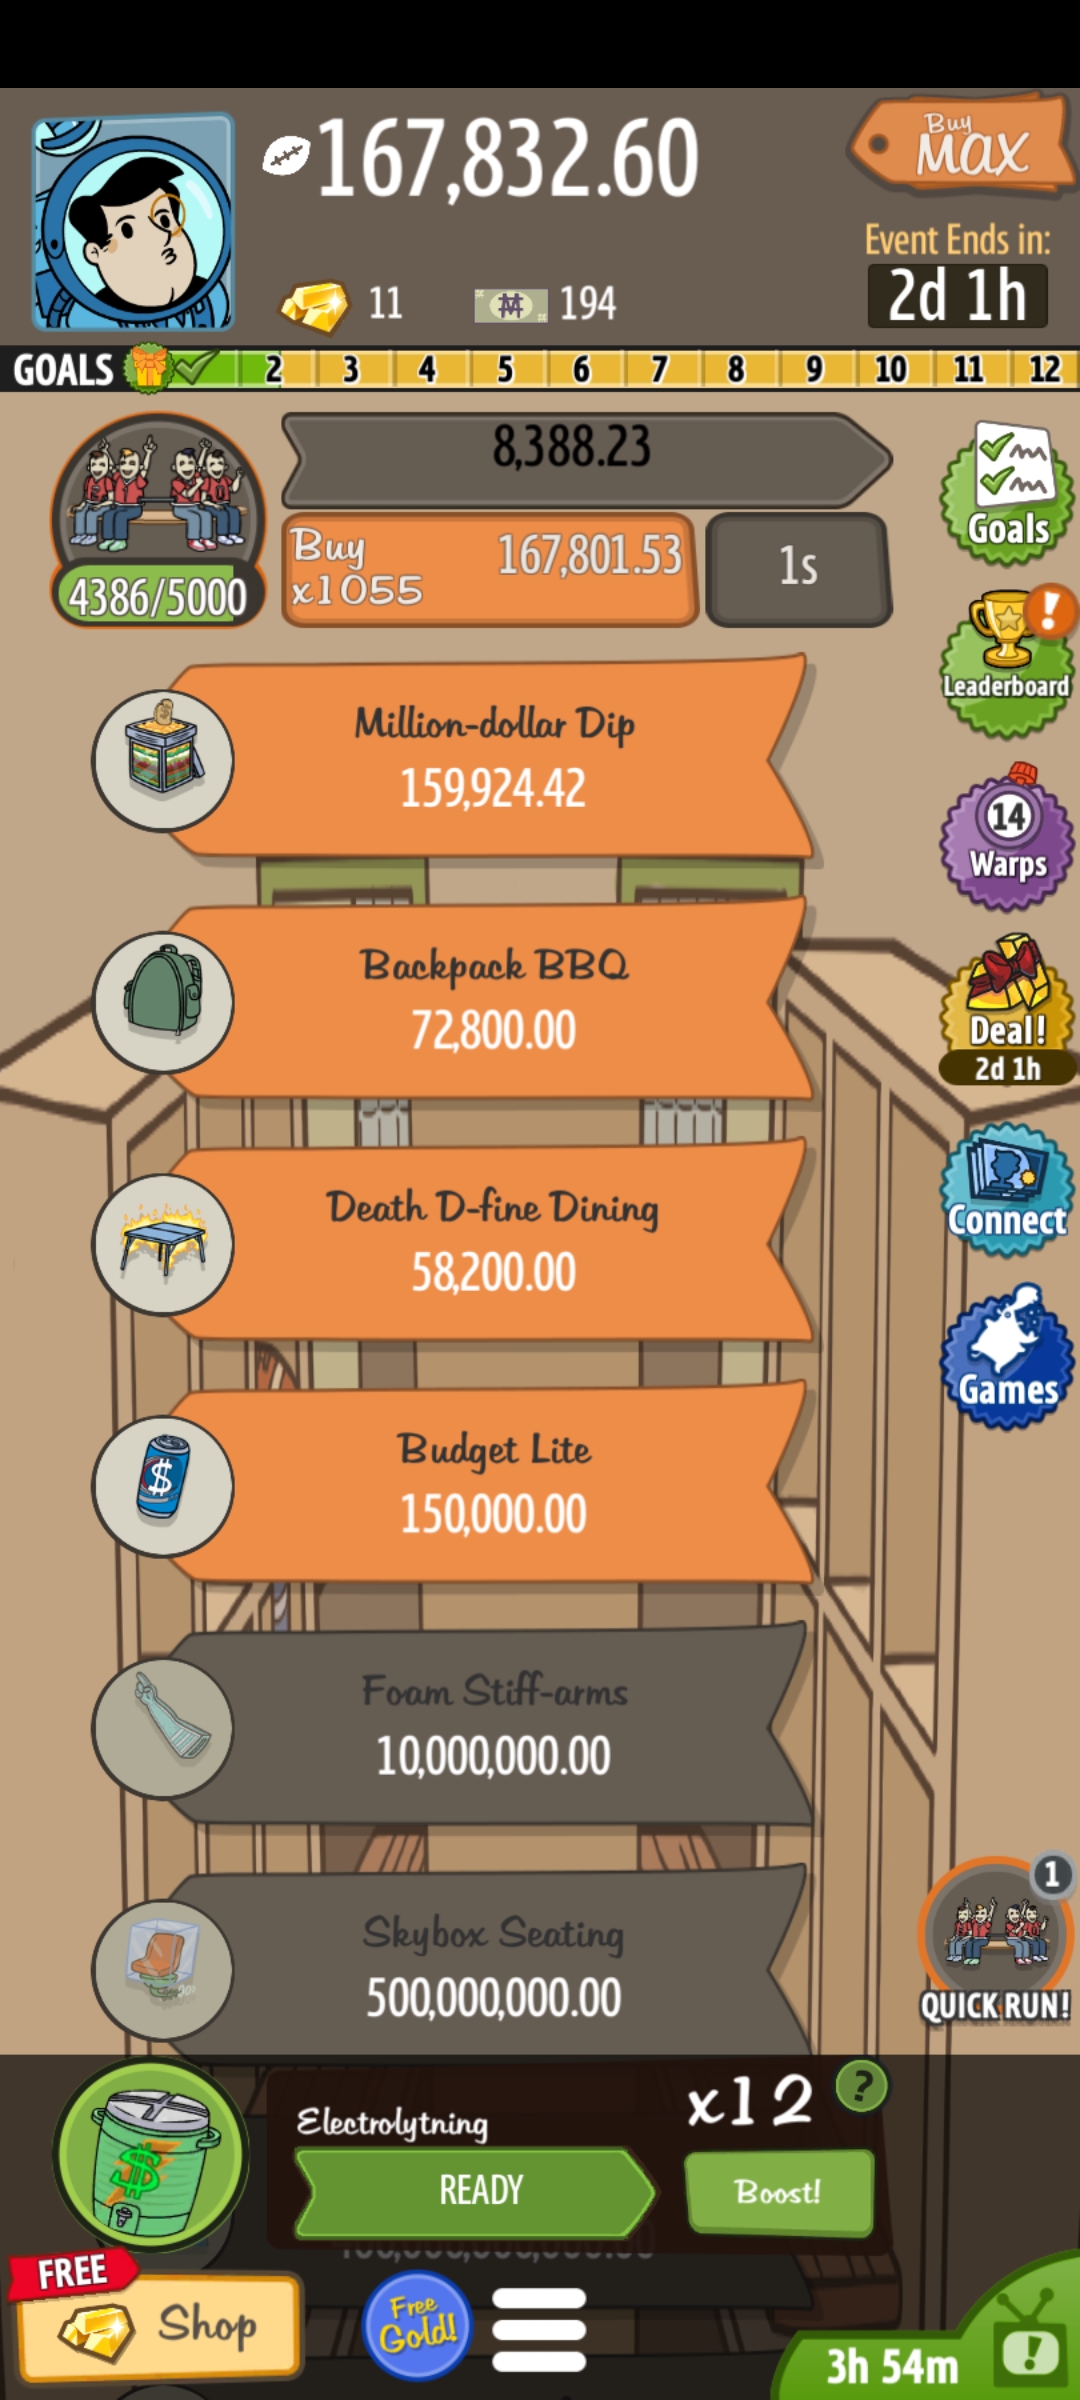 167,832.60
Buy
MAX
Event Ends in:
2d 1h
11
194
GOALS 2 3 4 5 6 7 8 9 10 11 12
8,388.23
Buy
x1055
167,801.53
1s
4386/5000
Goals
Million-dollar Dip
159,924.42
!
Leaderboard
14
Warps
Backpack BBQ
72,800.00
Deal!
2d 1h
Death D-fine Dining
58,200.00
Connect
Games
Budget Lite
150,000.00
Foam Stiff-arms
10,000,000.00
Skybox Seating
500,000,000.00
1
QUICK RUN!
Electrolytning
x12
?
$
READY
Boost!
FREE
Shop
Free
Gold!
3h 54m
!